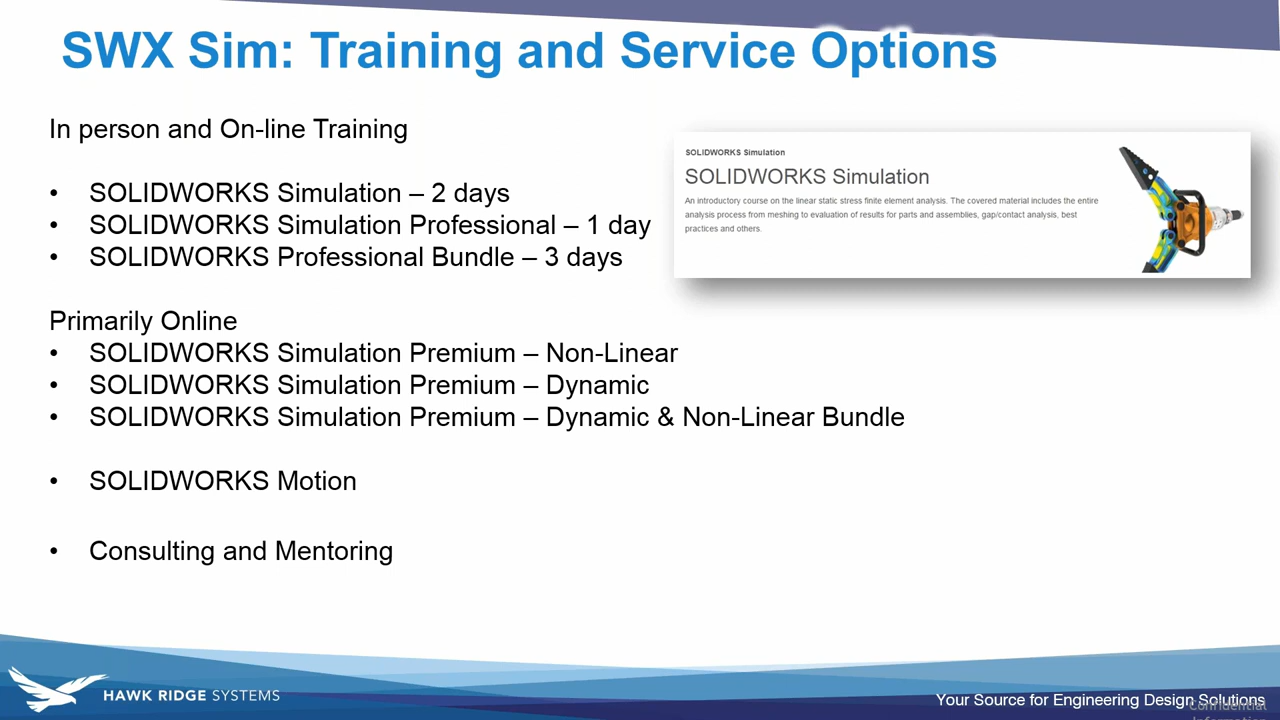 SWX Sim: Training and Service Options
In person and On-line Training
• SOLIDWORKS Simulation – 2 days
• SOLIDWORKS Simulation Professional – 1 day
• SOLIDWORKS Professional Bundle – 3 days
SOLIDWORKS Simulation
SOLIDWORKS Simulation
An introductory course on the linear static stress finite element analysis. The covered material includes the entire
analysis process from meshing to evaluation of results for parts and assemblies, gap/contact analysis, best
practices and others.
Primarily Online
• SOLIDWORKS Simulation Premium – Non-Linear
• SOLIDWORKS Simulation Premium – Dynamic
• SOLIDWORKS Simulation Premium – Dynamic & Non-Linear Bundle
• SOLIDWORKS Motion
• Consulting and Mentoring
HAWK RIDGE SYSTEMS
Your Source for Engineering Design Solutions
Confidential
Information